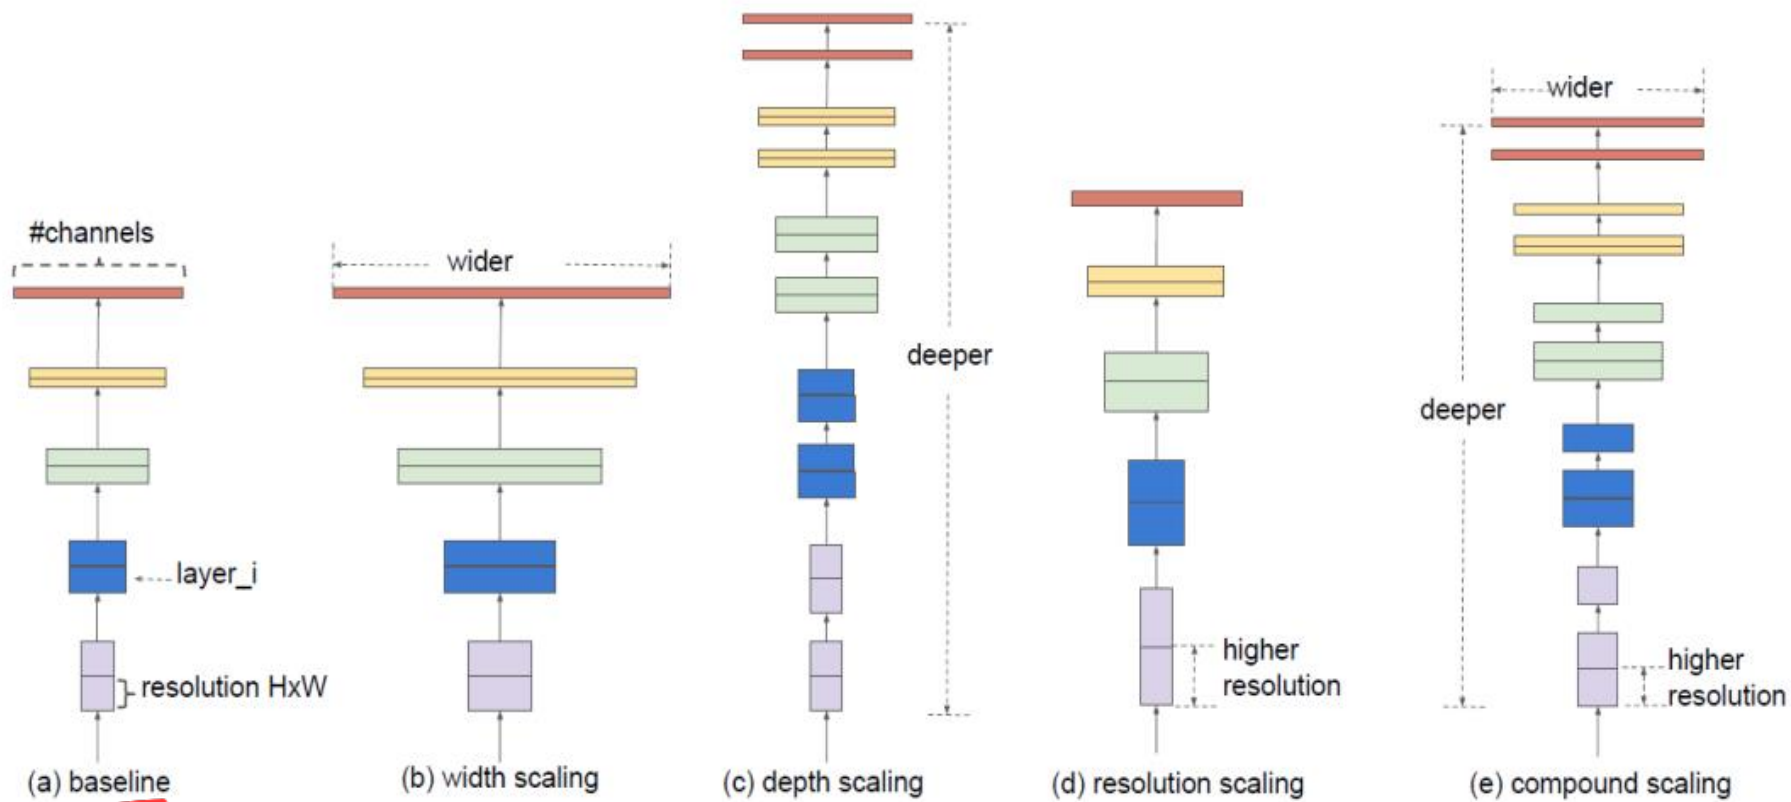 #channels
layer_i
resolution HxW
(a) baseline
wider
(b) width scaling
deeper
(c) depth scaling
higher
resolution
(d) resolution scaling
wider
deeper
higher
resolution
(e) compound scaling